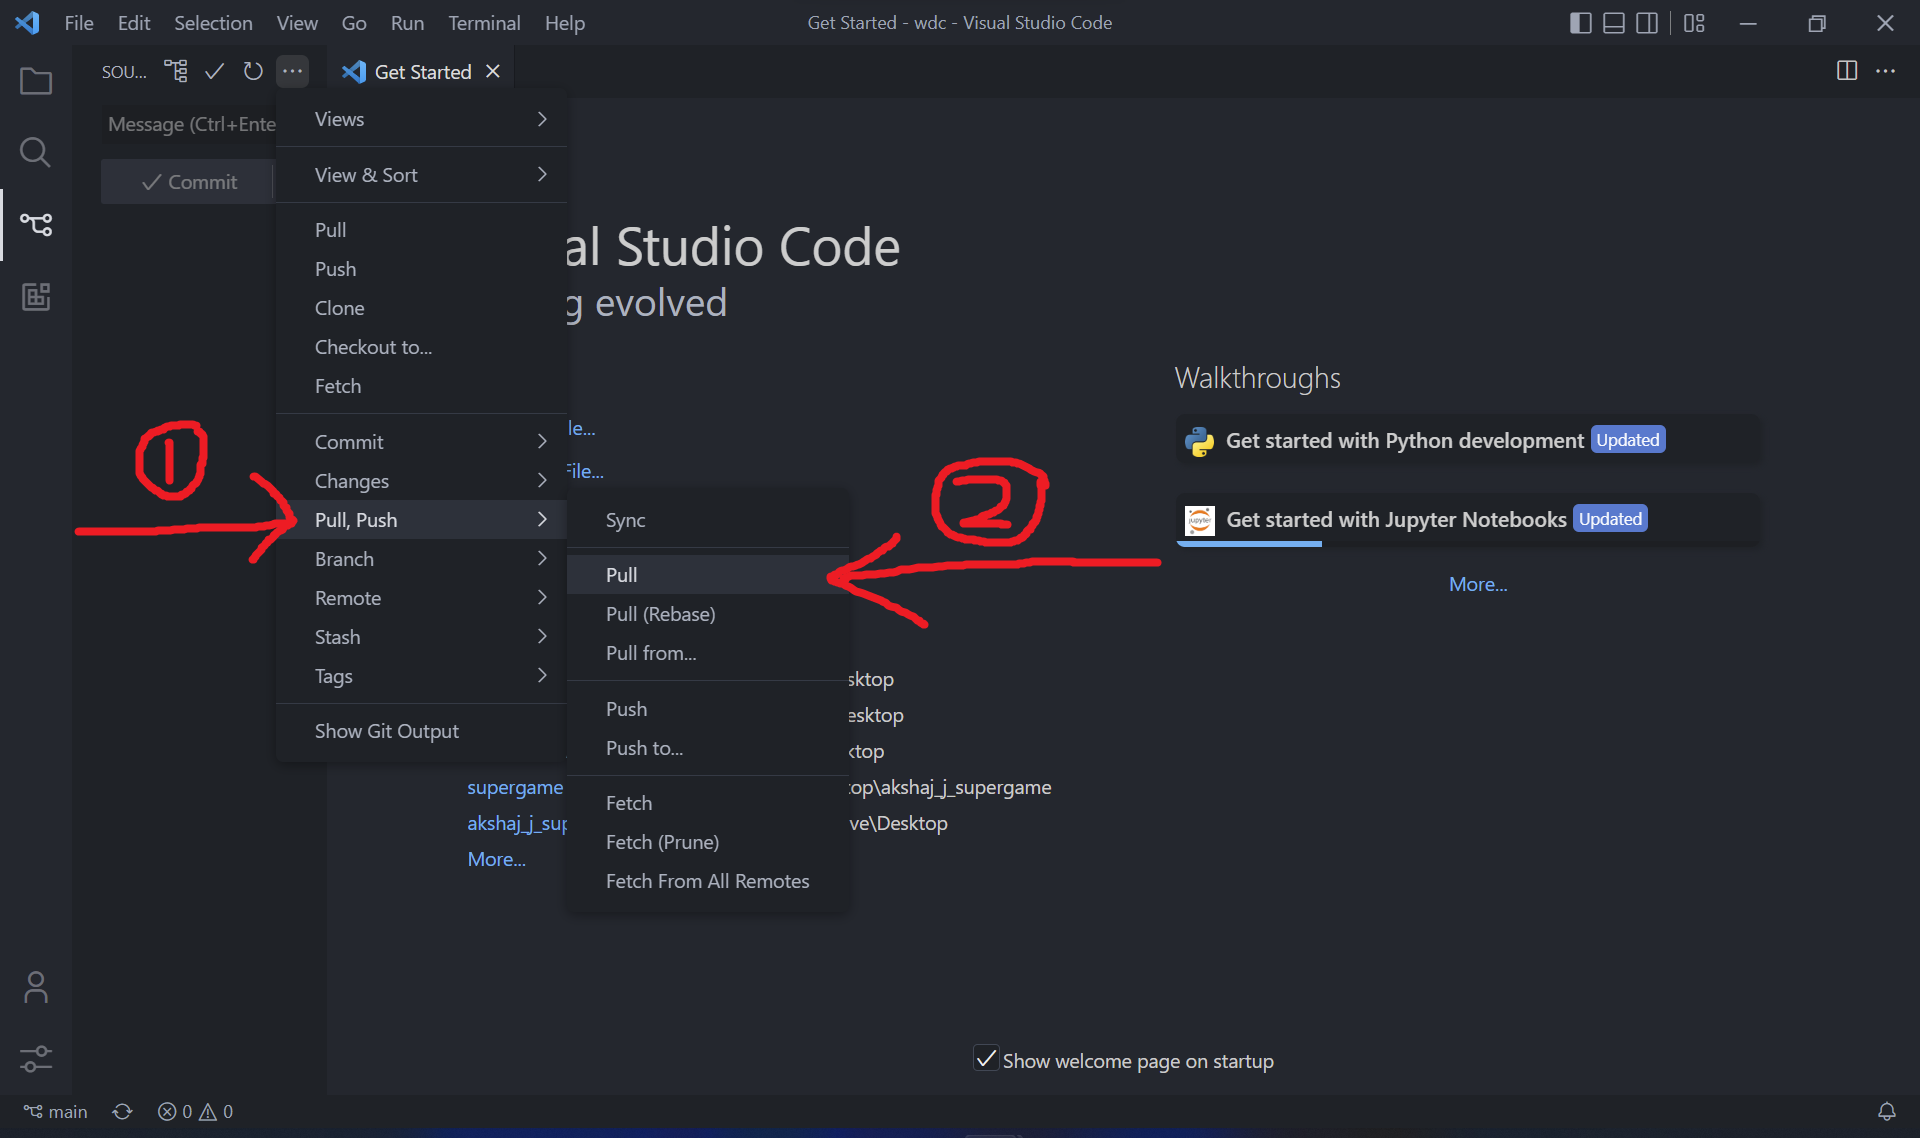 File Edit Selection View Go Run Terminal Help
Get Started - wdc - Visual Studio Code
SOU...
Get Started
Message (Ctrl+Ente
Commit
Views
View & Sort
Pull
Push
Clone
Checkout to...
Fetch
Commit
Changes
Pull, Push
Branch
Remote
Stash
Tags
Show Git Output
1
2
Sync
Pull
Pull (Rebase)
Pull from...
Push
Push to...
Fetch
Fetch (Prune)
Fetch From All Remotes
al Studio Code
g evolved
le...
File...
sktop
esktop
ktop
supergame
top\akshaj_j_supergame
akshaj_j_sup
ve\Desktop
More...
Walkthroughs
Get started with Python development Updated
jupyter
Get started with Jupyter Notebooks Updated
More...
Show welcome page on startup
main 0 0